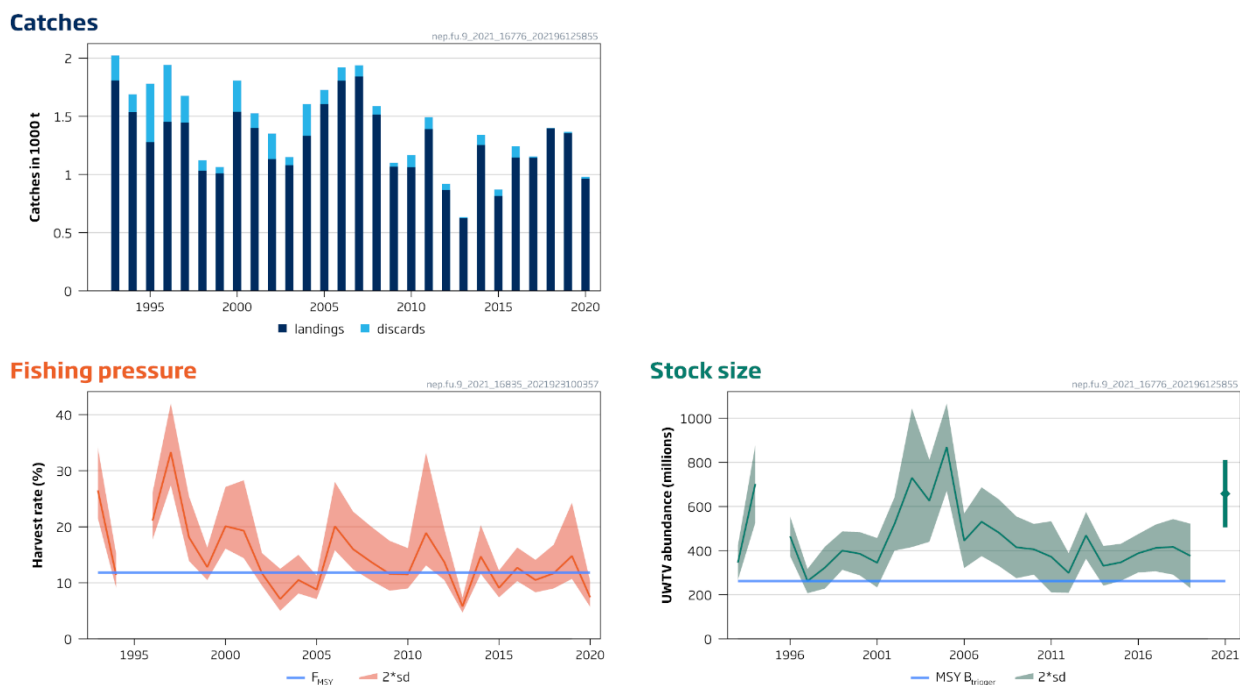 Catches
nep.fu.9_2021_16776_202196125855
Catches in 1000 t
2
1.5
1
0.5
0
1995 2000 2005 2010 2015 2020
landings discards
Fishing pressure
nep.fu.9_2021_16835_2021923100357
Harvest rate (%)
40
30
20
10
0
1995 2000 2005 2010 2015 2020
FMSY 2*sd
Stock size
nep.fu.9_2021_16776_202196125855
UWTV abundance (millions)
1000
800
600
400
200
0
1996 2001 2006 2011 2016 2021
MSY Btrigger 2*sd